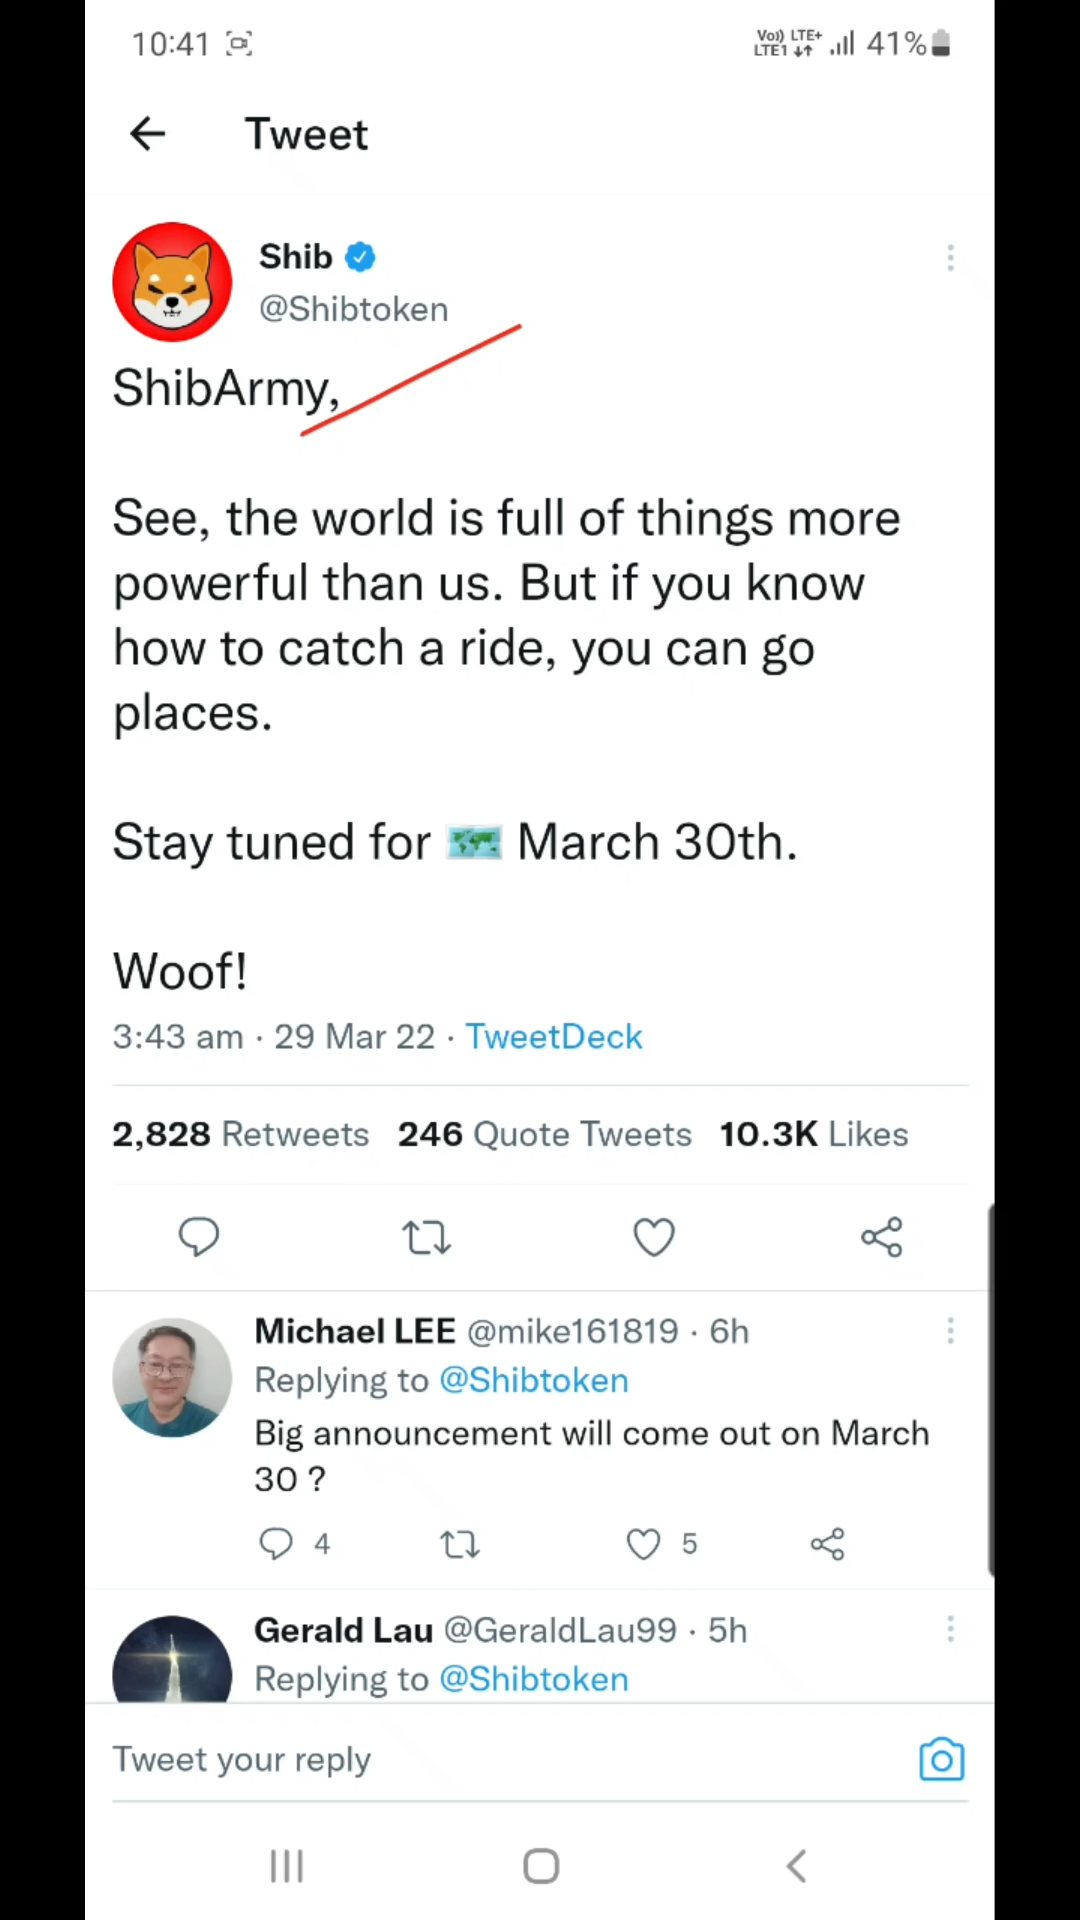 10:41 Vo)) LTE+ LTE1 41%
Tweet
Shib
@Shibtoken
ShibArmy,
See, the world is full of things more
powerful than us. But if you know
how to catch a ride, you can go
places.
Stay tuned for 🗺️ March 30th.
Woof!
3:43 am · 29 Mar 22 · TweetDeck
2,828 Retweets 246 Quote Tweets 10.3K Likes
Michael LEE @mike161819 · 6h
Replying to @Shibtoken
Big announcement will come out on March
30 ?
4 5
Gerald Lau @GeraldLau99 · 5h
Replying to @Shibtoken
Tweet your reply